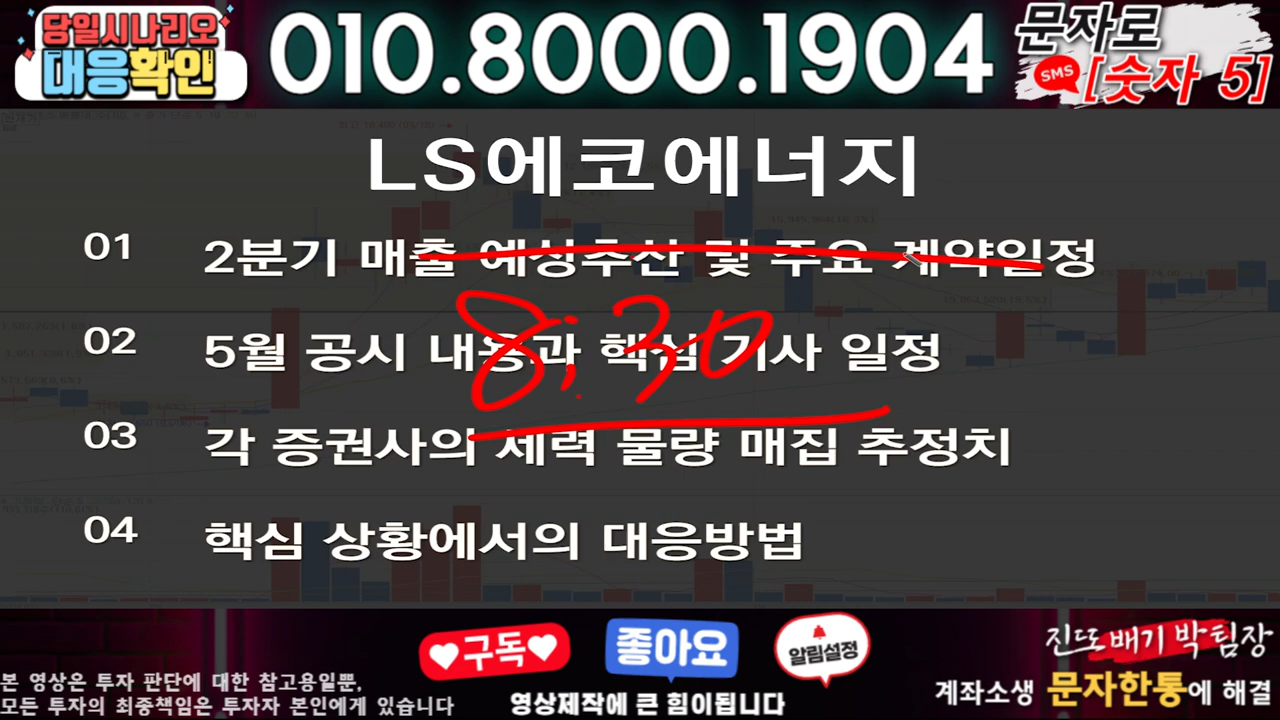 당일시나리오
대응확인
010.8000.1904
문자로
SMS
[숫자 5]
LS에코에너지
01 2분기 매출 예상추산 및 주요 계약일정
02 5월 공시 내용과 핵심 기사 일정
8:30
03 각 증권사의 세력 물량 매집 추정치
04 핵심 상황에서의 대응방법
구독
좋아요
알림설정
영상제작에 큰 힘이됩니다
본 영상은 투자 판단에 대한 참고용일뿐,
모든 투자의 최종책임은 투자자 본인에게 있습니다
진또배기 박팀장
계좌소생 문자한통에 해결